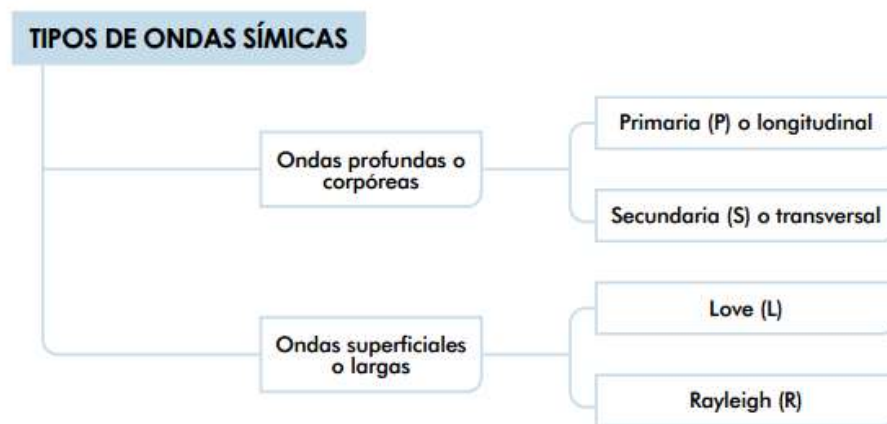 TIPOS DE ONDAS SÍMICAS
Ondas profundas o
corpóreas
Primaria (P) o longitudinal
Secundaria (S) o transversal
Ondas superficiales
o largas
Love (L)
Rayleigh (R)